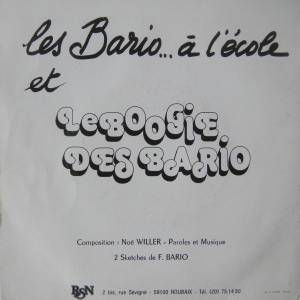 les Bario... à l'école
et
LeBOOGiE
DES BARIO
Composition - Noë WILLER - Paroles et Musique
2 Sketches de F. BARIO
RSN
2 bis, rue Sévigné - 59100 ROUBAIX - Tél. (20) 75.14.20